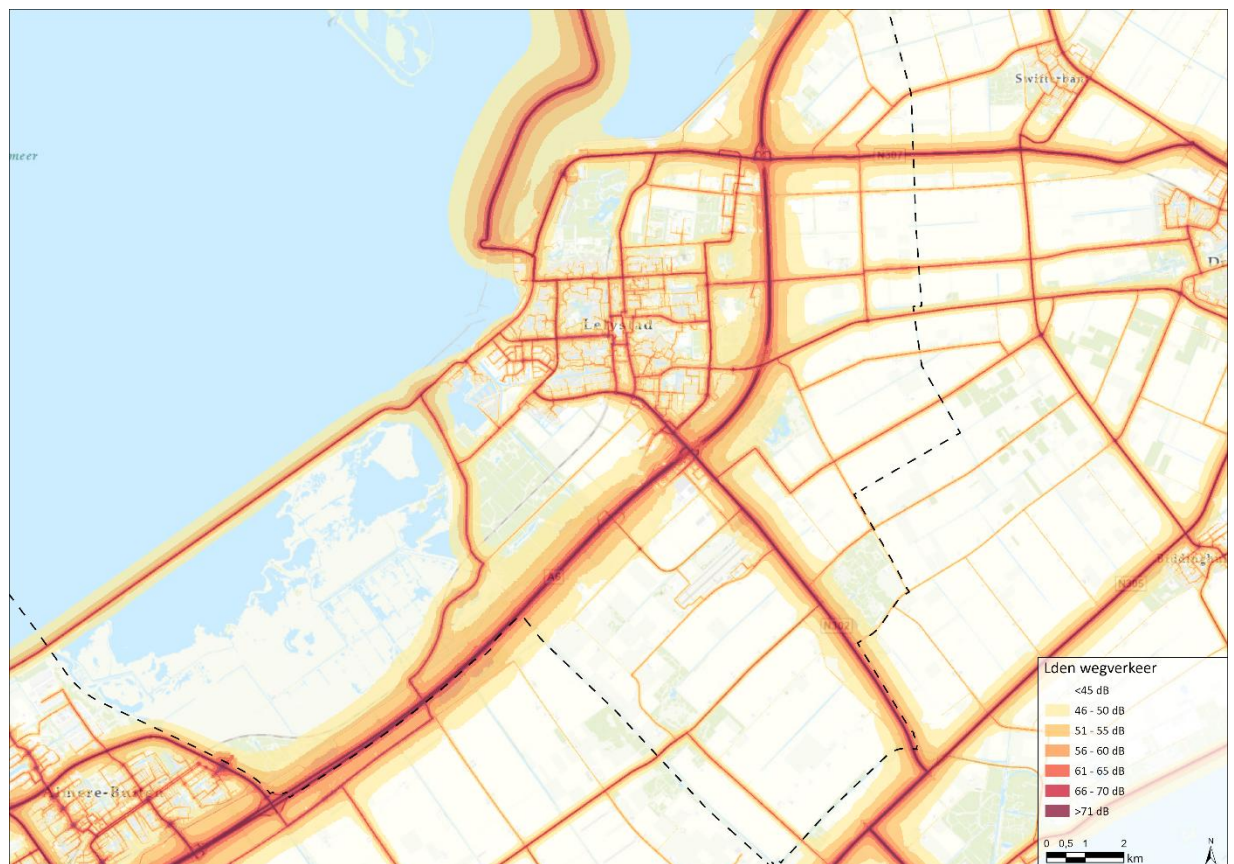 Swifterbant
meer
N307
D
Lelystad
A6
N305
N302
Almere-Buiten
Lden wegverkeer
<45 dB
46 - 50 dB
51 - 55 dB
56 - 60 dB
61 - 65 dB
66 - 70 dB
>71 dB
0 0,5 1 2
km
N